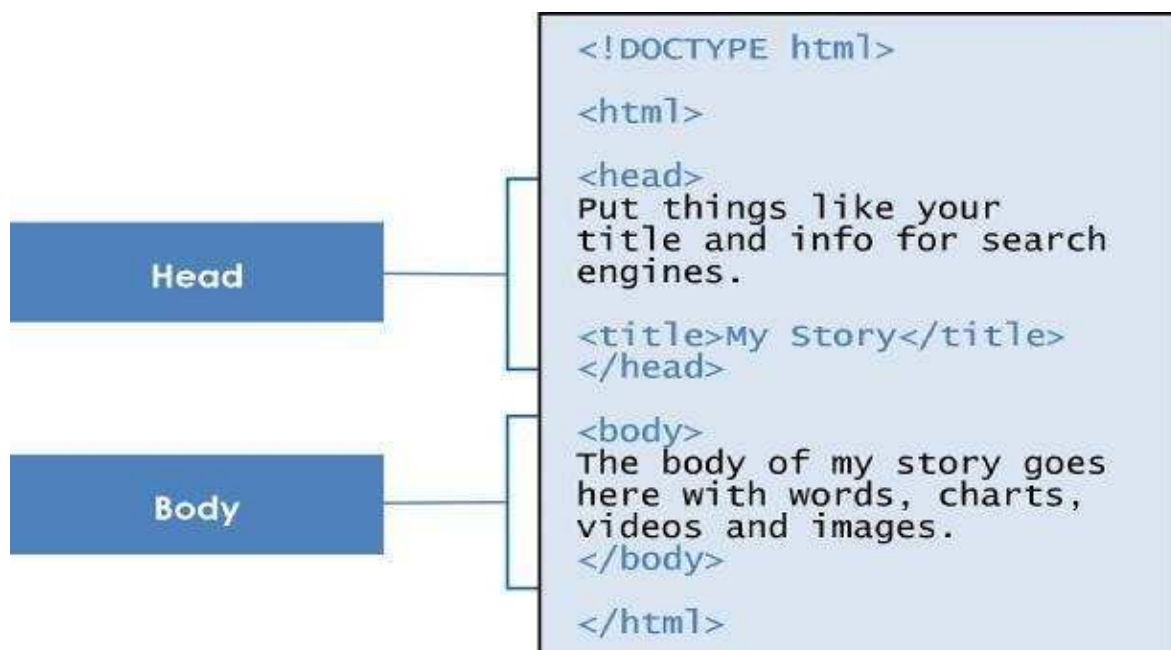 <!DOCTYPE html>
<html>
<head>
Put things like your
title and info for search
engines.
<title>My Story</title>
</head>
<body>
The body of my story goes
here with words, charts,
videos and images.
</body>
</html>
Head
Body